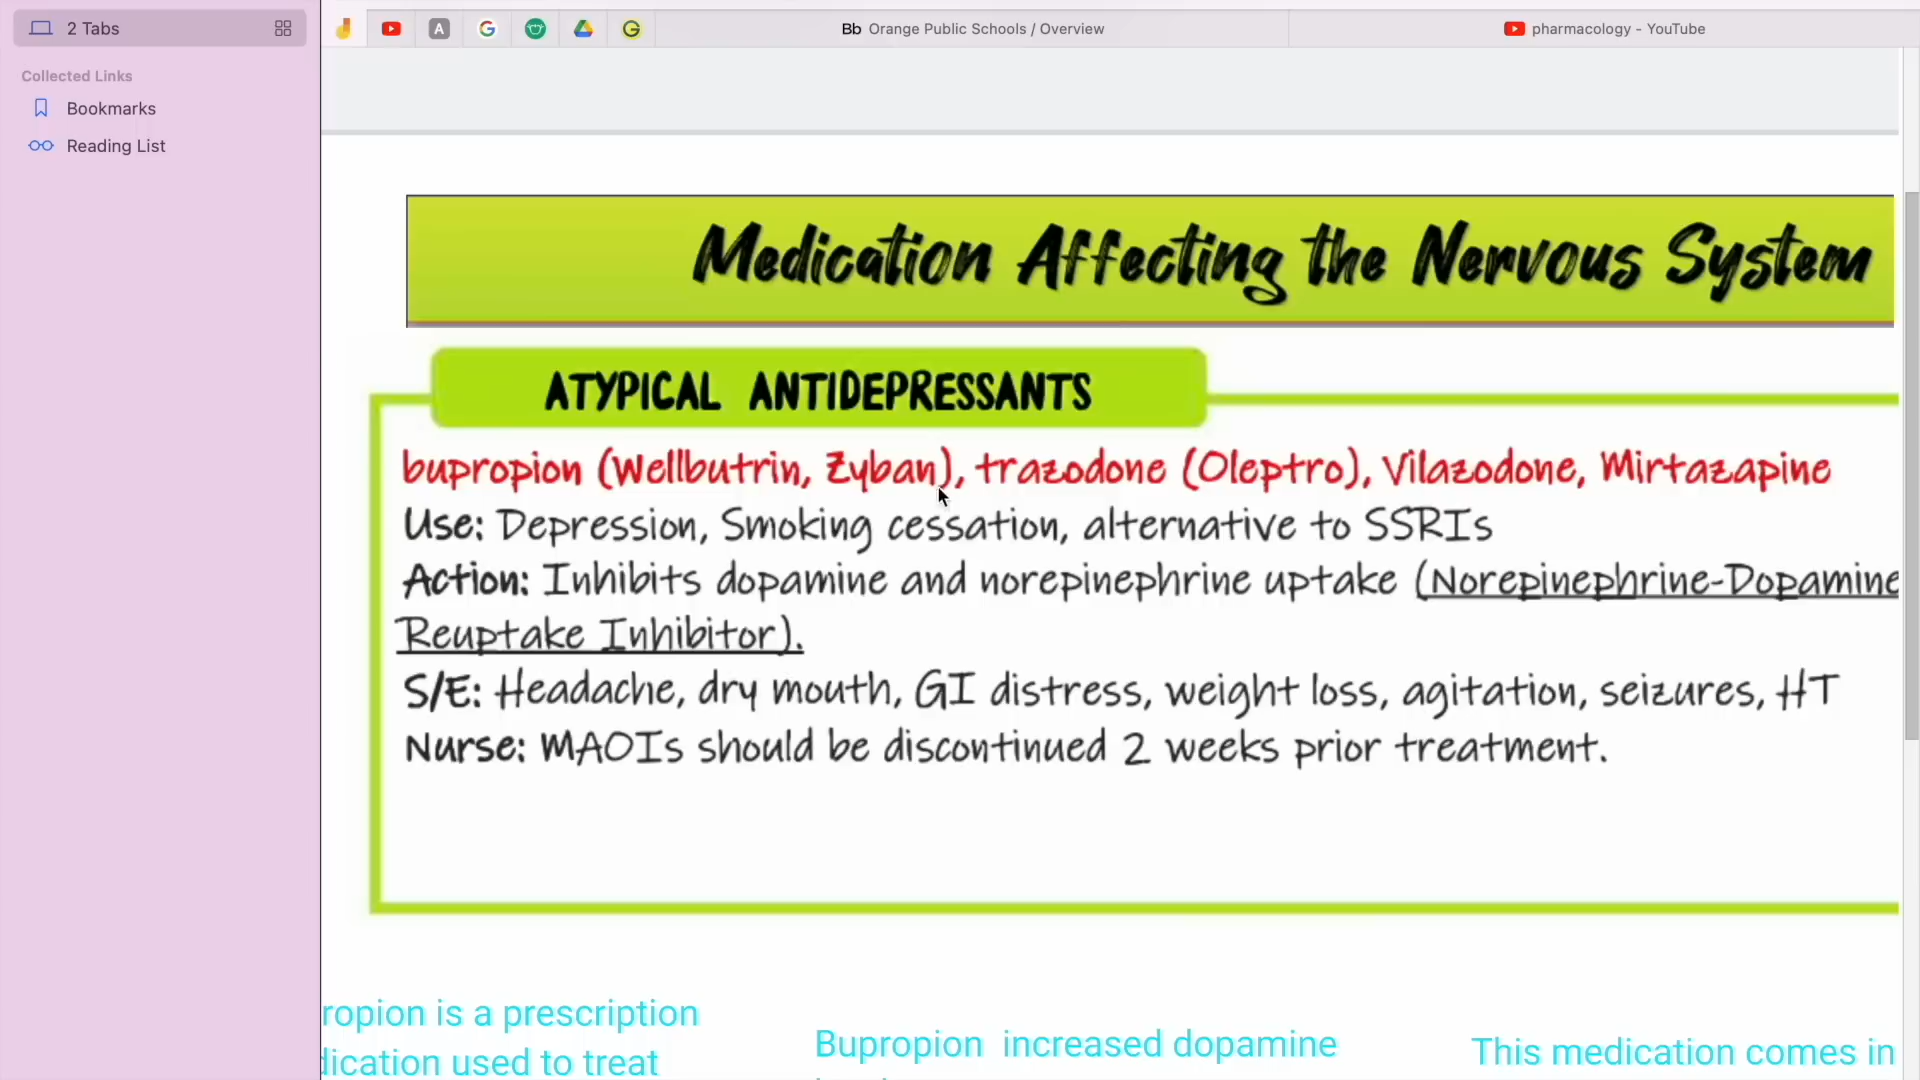 2 Tabs
Collected Links
Bookmarks
Reading List
A
Bb Orange Public Schools / Overview
pharmacology - YouTube
Medication Affecting the Nervous System
ATYPICAL ANTIDEPRESSANTS
bupropion (Wellbutrin, Zyban), trazodone (Oleptro), Vilazodone, Mirtazapine
Use: Depression, Smoking cessation, alternative to SSRIs
Action: Inhibits dopamine and norepinephrine uptake (Norepinephrine-Dopamine
Reuptake Inhibitor).
S/E: Headache, dry mouth, GI distress, weight loss, agitation, seizures, HT
Nurse: MAOIs should be discontinued 2 weeks prior treatment.
ropion is a prescription
dication used to treat
Bupropion increased dopamine
This medication comes in